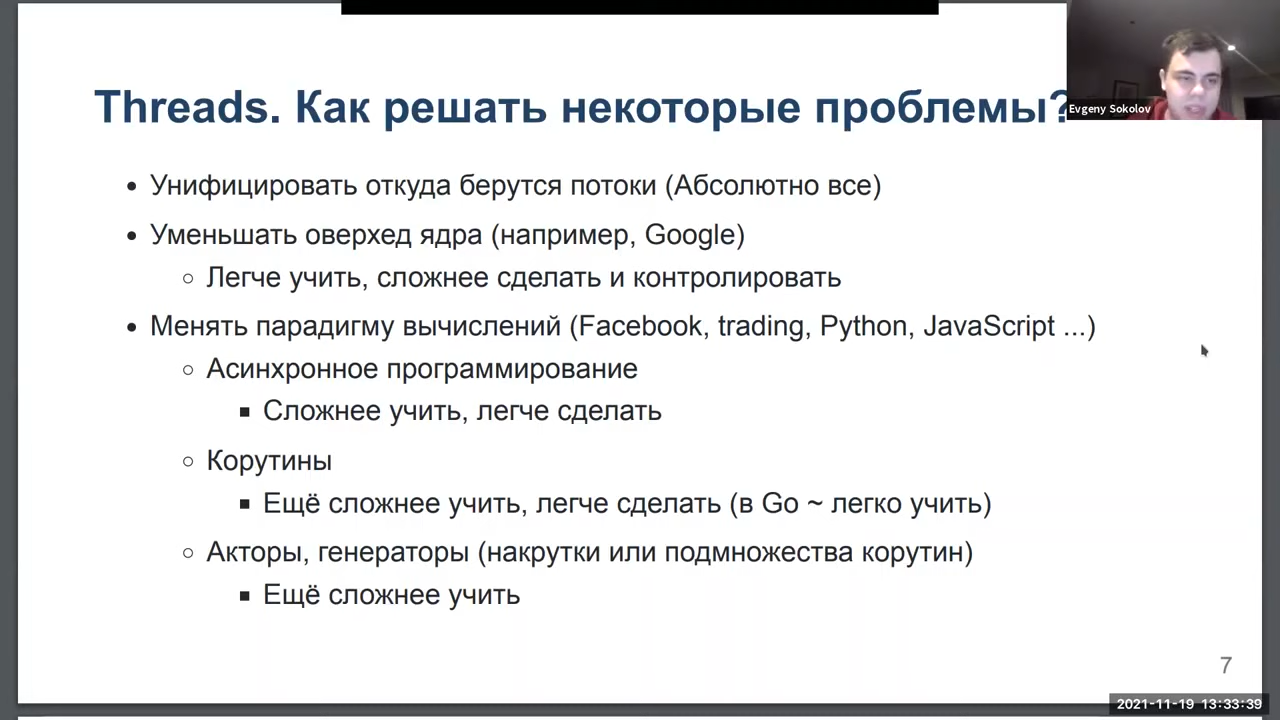 Threads. Как решать некоторые проблемы?
Evgeny Sokolov
Унифицировать откуда берутся потоки (Абсолютно все)
Уменьшать оверхед ядра (например, Google)
Легче учить, сложнее сделать и контролировать
Менять парадигму вычислений (Facebook, trading, Python, JavaScript ...)
Асинхронное программирование
Сложнее учить, легче сделать
Корутины
Ещё сложнее учить, легче сделать (в Go ~ легко учить)
Акторы, генераторы (накрутки или подмножества корутин)
Ещё сложнее учить
7
2021-11-19 13:33:39